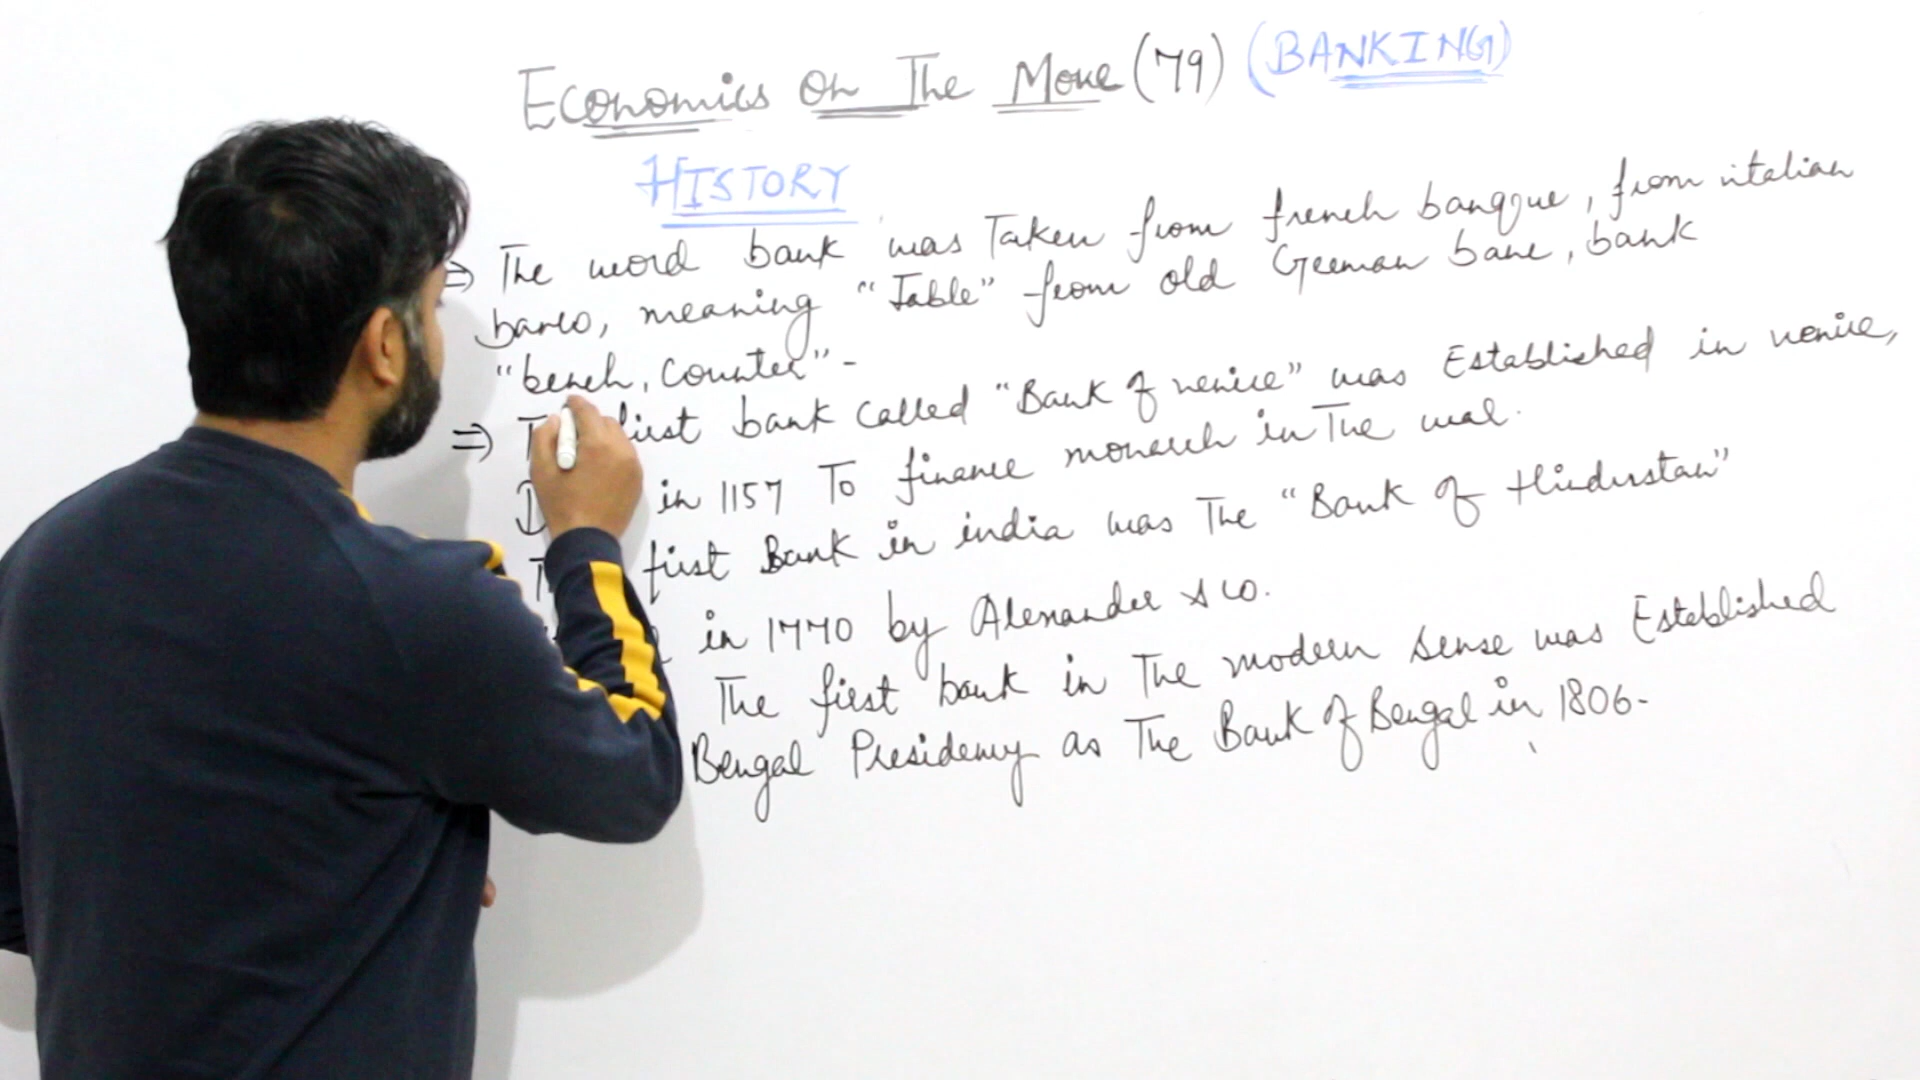 Economics On The Move (79) (BANKING)
HISTORY
⇒ The word bank was Taken from french banque, from italian
banco, meaning "Table" from old German banc, bank
"bench, counter" -
⇒ first bank called "Bank of venice" was Established in venice,
in 1157 To finance monarch in The war.
first Bank in india was The "Bank of Hindustan"
in 1770 by Alexander & co.
The first bank in The modern sense was Established
Bengal Presidency as The Bank of Bengal in 1806-